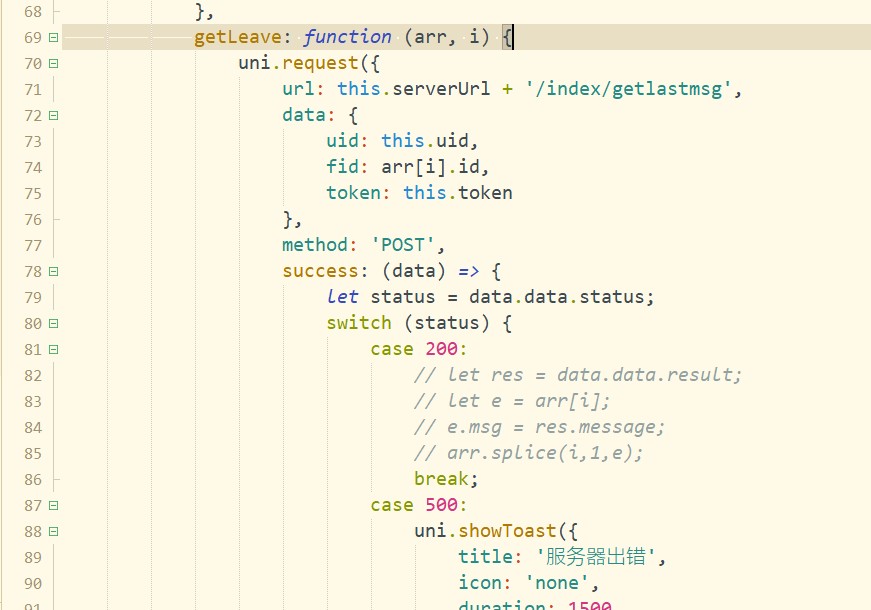 68 },
69 getLeave: function (arr, i) {
70 uni.request({
71 url: this.serverUrl + '/index/getlastmsg',
72 data: {
73 uid: this.uid,
74 fid: arr[i].id,
75 token: this.token
76 },
77 method: 'POST',
78 success: (data) => {
79 let status = data.data.status;
80 switch (status) {
81 case 200:
82 // let res = data.data.result;
83 // let e = arr[i];
84 // e.msg = res.message;
85 // arr.splice(i,1,e);
86 break;
87 case 500:
88 uni.showToast({
89 title: '服务器出错',
90 icon: 'none',
91 duration: 1500